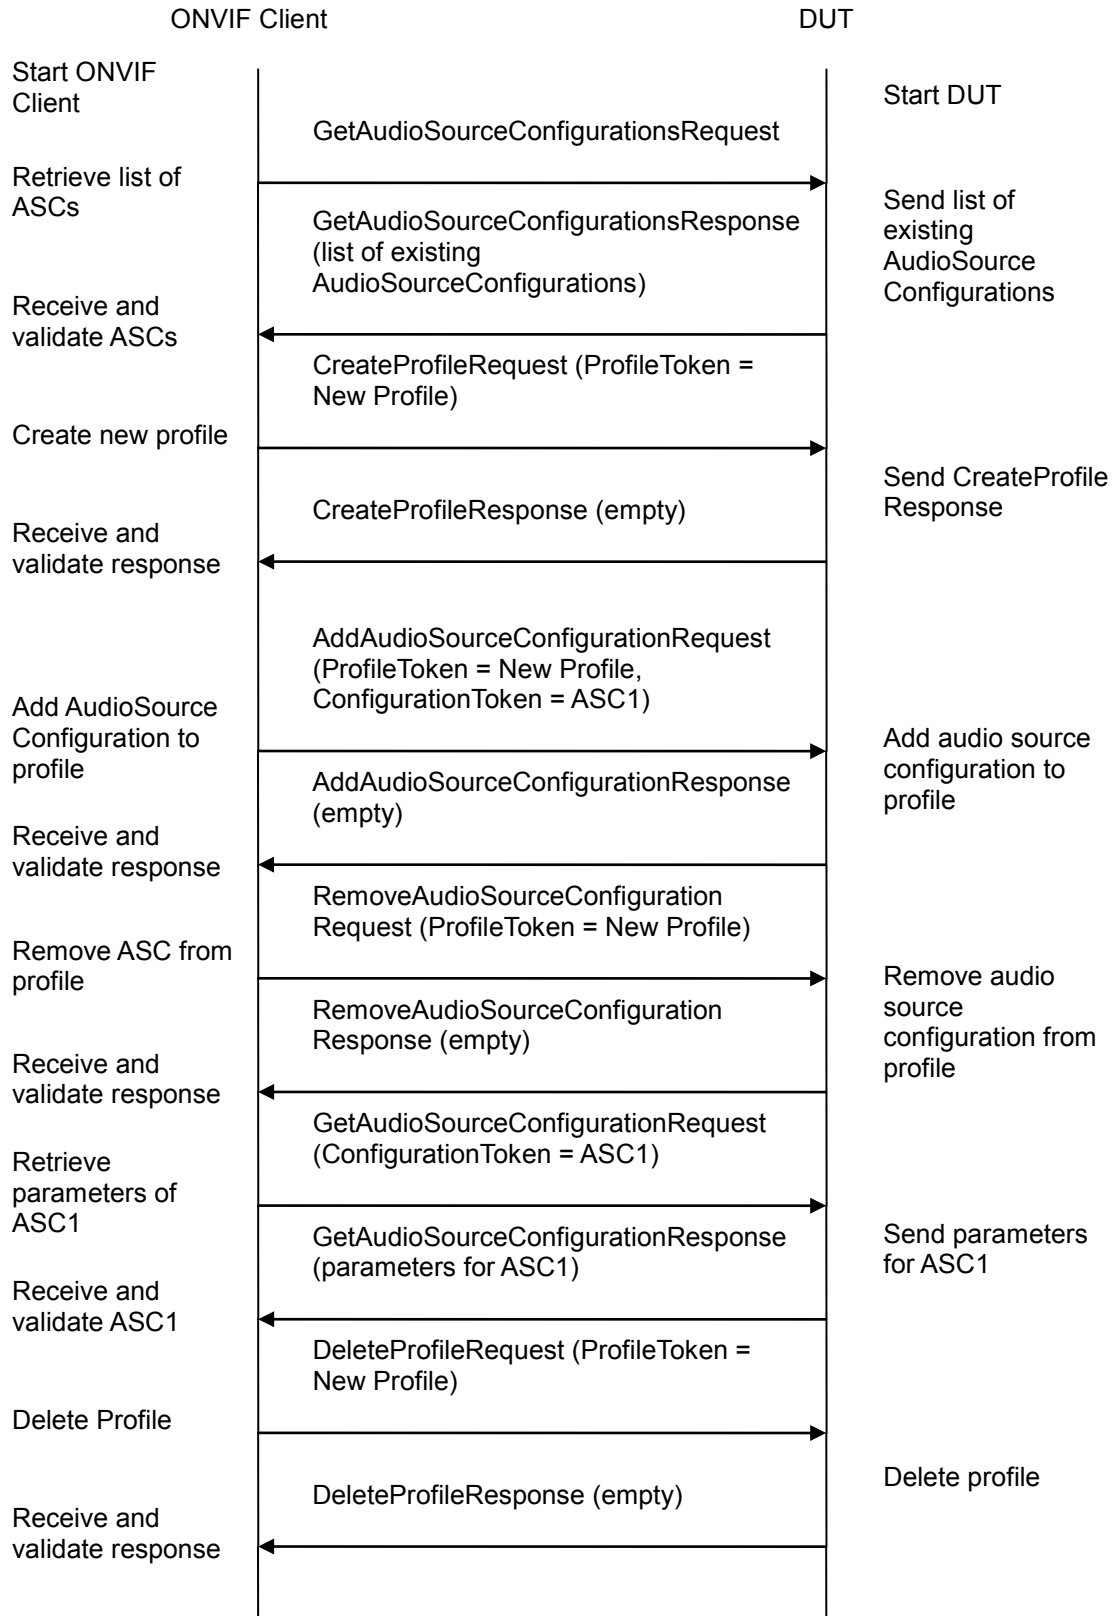 ONVIF Client
DUT
Start ONVIF
Client
Start DUT
GetAudioSourceConfigurationsRequest
Retrieve list of
ASCs
Send list of
existing
AudioSource
Configurations
GetAudioSourceConfigurationsResponse
(list of existing
AudioSourceConfigurations)
Receive and
validate ASCs
CreateProfileRequest (ProfileToken =
New Profile)
Create new profile
Send CreateProfile
Response
CreateProfileResponse (empty)
Receive and
validate response
AddAudioSourceConfigurationRequest
(ProfileToken = New Profile,
ConfigurationToken = ASC1)
Add AudioSource
Configuration to
profile
Add audio source
configuration to
profile
AddAudioSourceConfigurationResponse
(empty)
Receive and
validate response
RemoveAudioSourceConfiguration
Request (ProfileToken = New Profile)
Remove ASC from
profile
Remove audio
source
configuration from
profile
RemoveAudioSourceConfiguration
Response (empty)
Receive and
validate response
GetAudioSourceConfigurationRequest
(ConfigurationToken = ASC1)
Retrieve
parameters of
ASC1
Send parameters
for ASC1
GetAudioSourceConfigurationResponse
(parameters for ASC1)
Receive and
validate ASC1
DeleteProfileRequest (ProfileToken =
New Profile)
Delete Profile
Delete profile
DeleteProfileResponse (empty)
Receive and
validate response